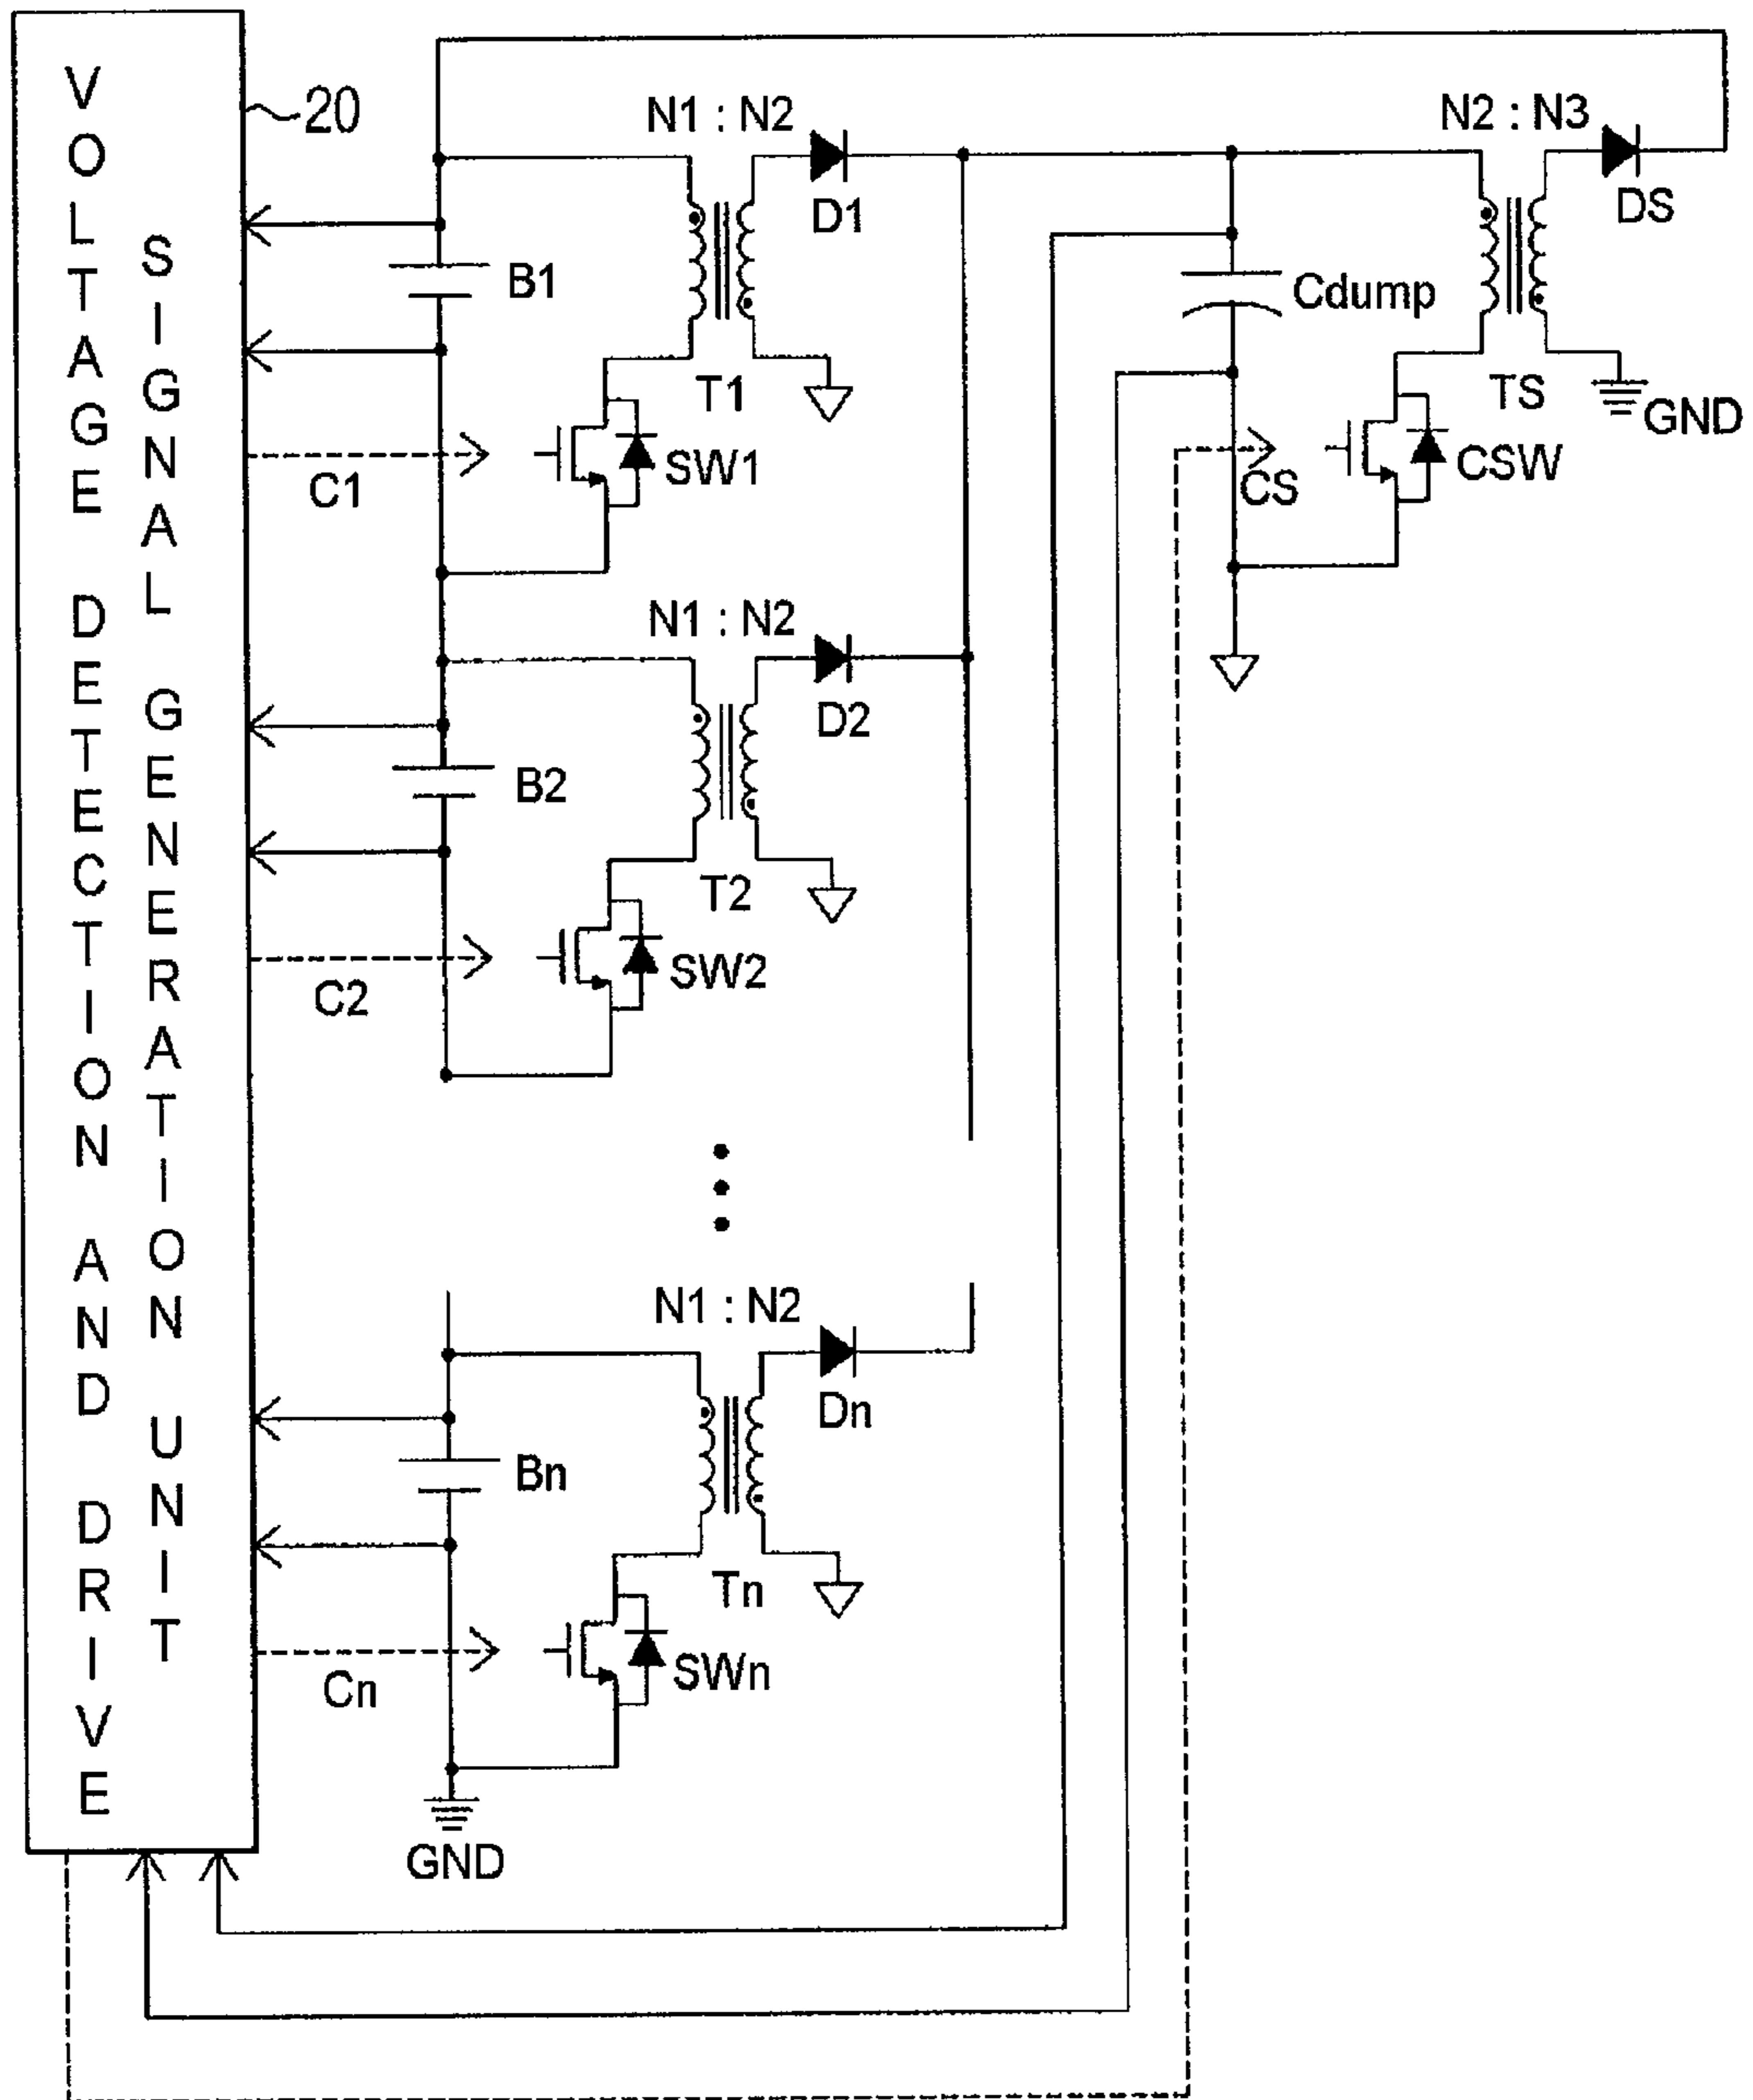 VOLTAGE DETECTION AND DRIVE
SIGNAL GENERATION UNIT
20
N1 : N2
N2 : N3
D1
DS
B1
Cdump
T1
TS
GND
C1
SW1
CS
CSW
N1 : N2
D2
B2
T2
C2
SW2
N1 : N2
Dn
Bn
Tn
Cn
SWn
GND